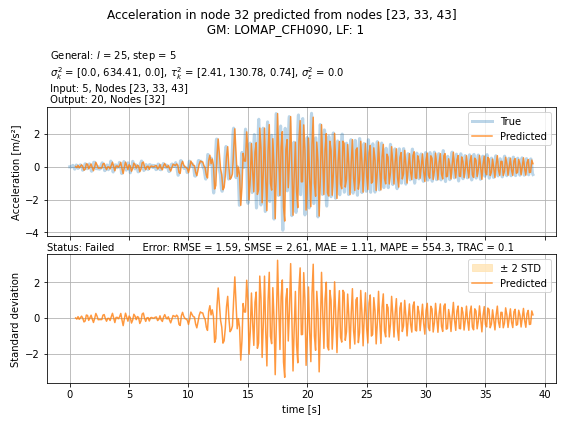 Acceleration in node 32 predicted from nodes [23, 33, 43]
GM: LOMAP_CFH090, LF: 1
General: l = 25, step = 5
σ²ₖ = [0.0, 634.41, 0.0], τ²ₖ = [2.41, 130.78, 0.74], σ²ε = 0.0
Input: 5, Nodes [23, 33, 43]
Output: 20, Nodes [32]
Acceleration [m/s²]
2
0
−2
−4
True
Predicted
Status: Failed Error: RMSE = 1.59, SMSE = 2.61, MAE = 1.11, MAPE = 554.3, TRAC = 0.1
Standard deviation
2
0
−2
± 2 STD
Predicted
0 5 10 15 20 25 30 35 40
time [s]